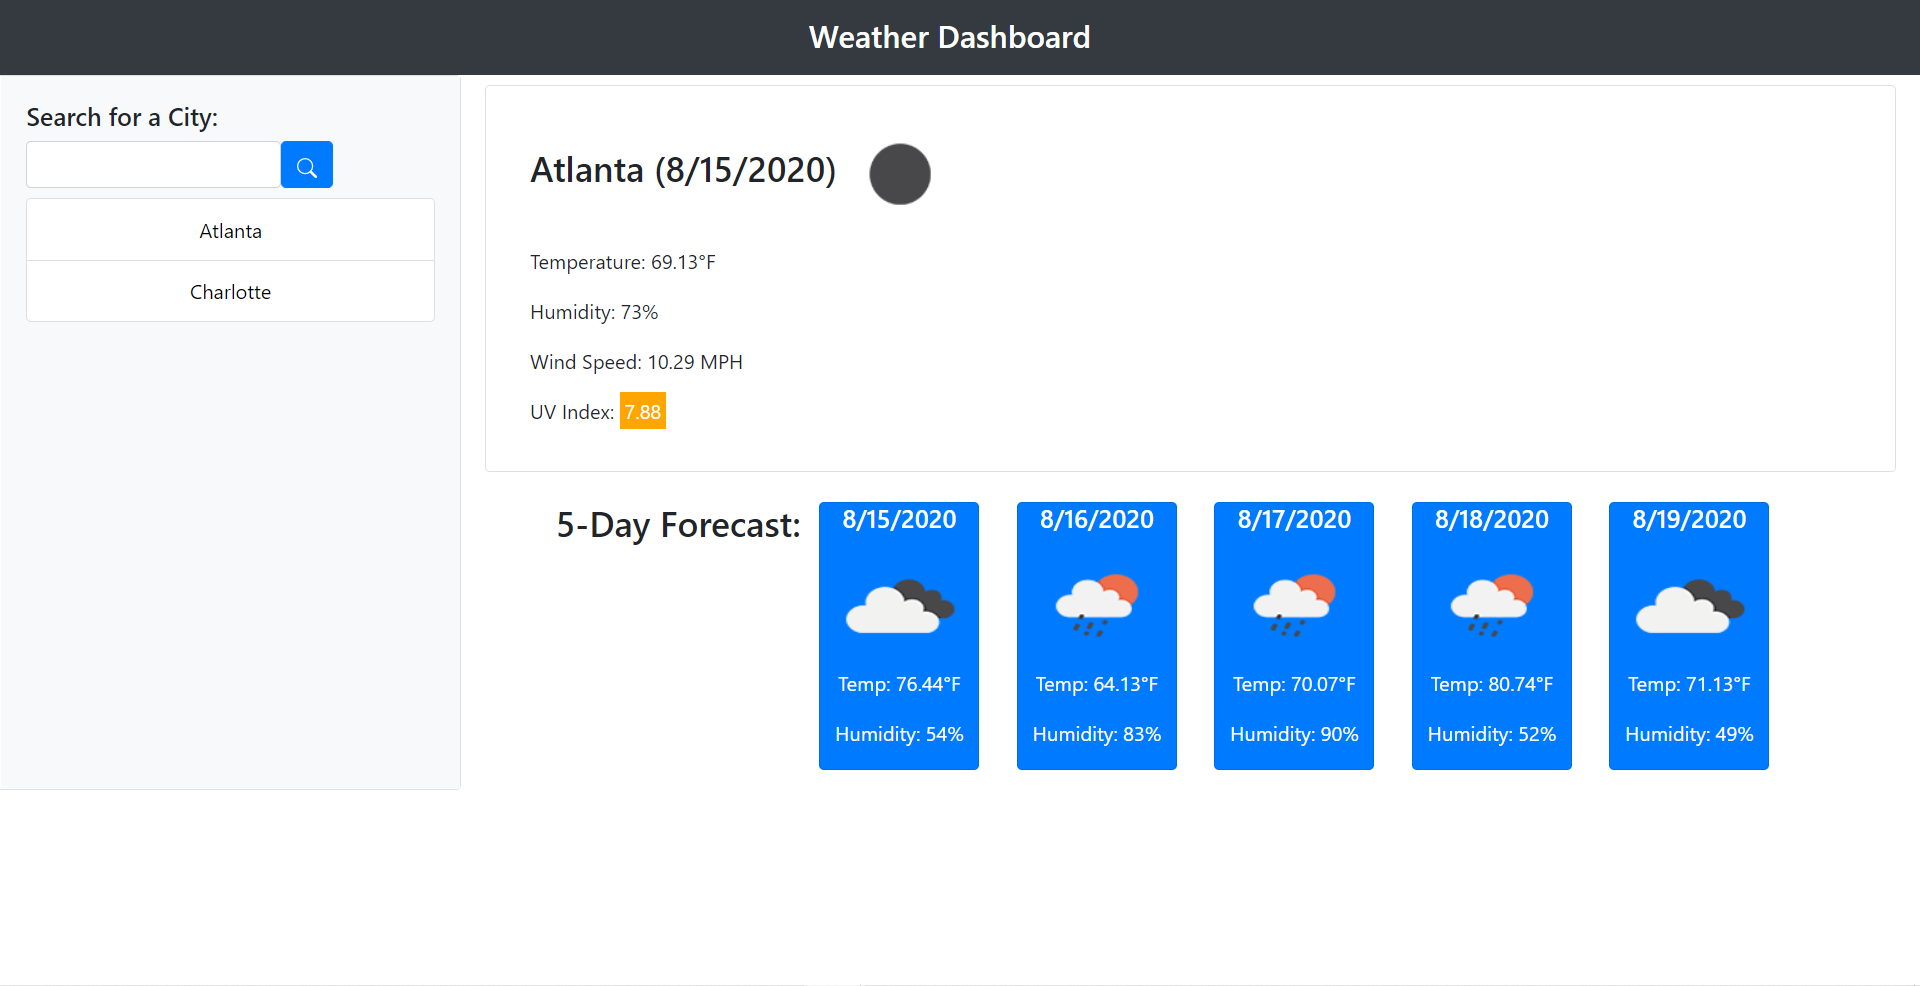 Weather Dashboard
Search for a City:
Atlanta
Charlotte
Atlanta (8/15/2020)
Temperature: 69.13°F
Humidity: 73%
Wind Speed: 10.29 MPH
UV Index: 7.88
5-Day Forecast:
8/15/2020
Temp: 76.44°F
Humidity: 54%
8/16/2020
Temp: 64.13°F
Humidity: 83%
8/17/2020
Temp: 70.07°F
Humidity: 90%
8/18/2020
Temp: 80.74°F
Humidity: 52%
8/19/2020
Temp: 71.13°F
Humidity: 49%